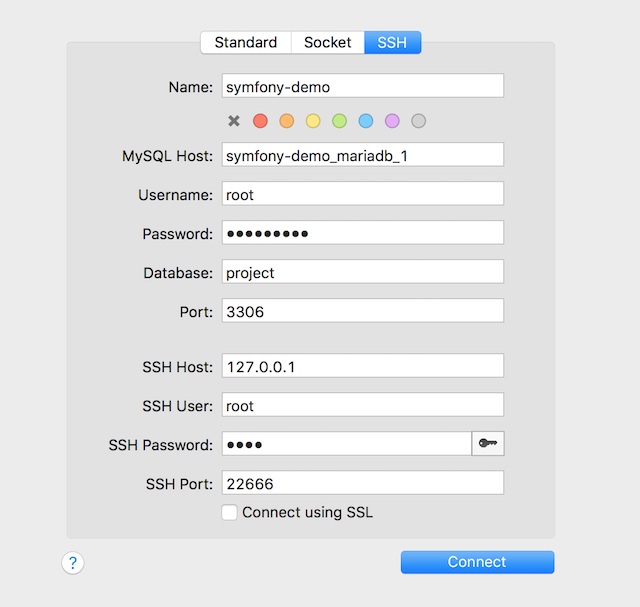 Standard Socket SSH
Name: symfony-demo
MySQL Host: symfony-demo_mariadb_1
Username: root
Password: ●●●●●●●●●
Database: project
Port: 3306
SSH Host: 127.0.0.1
SSH User: root
SSH Password: ●●●●
SSH Port: 22666
Connect using SSL
? Connect